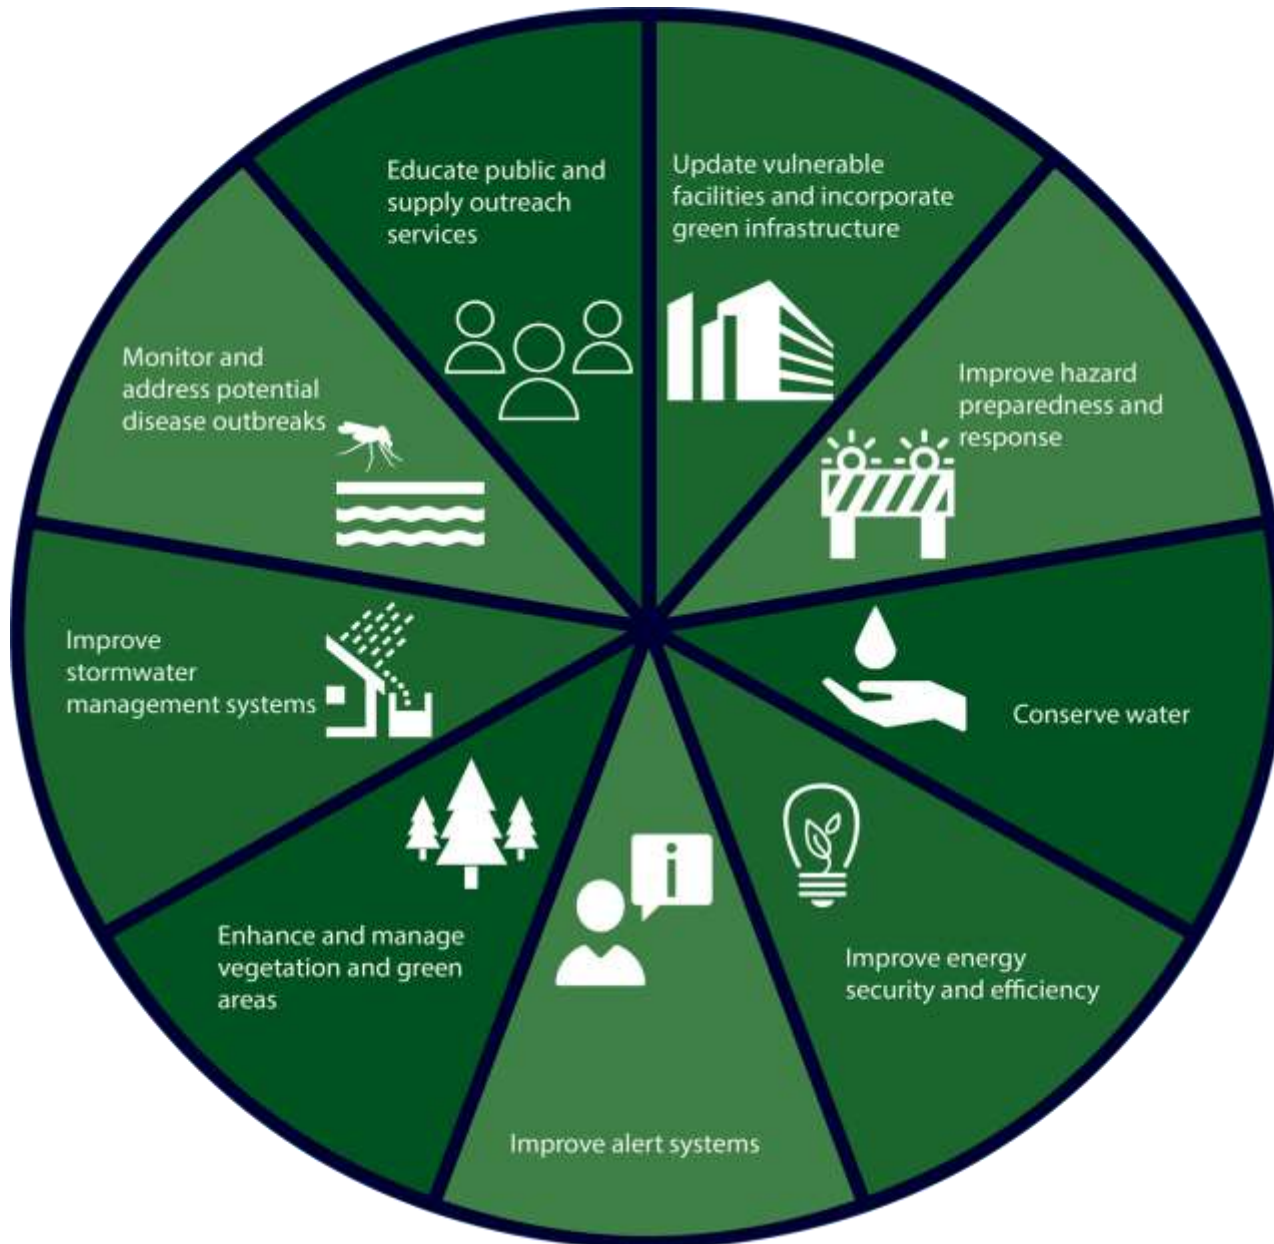 Educate public and
supply outreach
services
Update vulnerable
facilities and incorporate
green infrastructure
Improve hazard
preparedness and
response
Conserve water
Improve energy
security and efficiency
Improve alert systems
Enhance and manage
vegetation and green
areas
Improve
stormwater
management systems
Monitor and
address potential
disease outbreaks
i